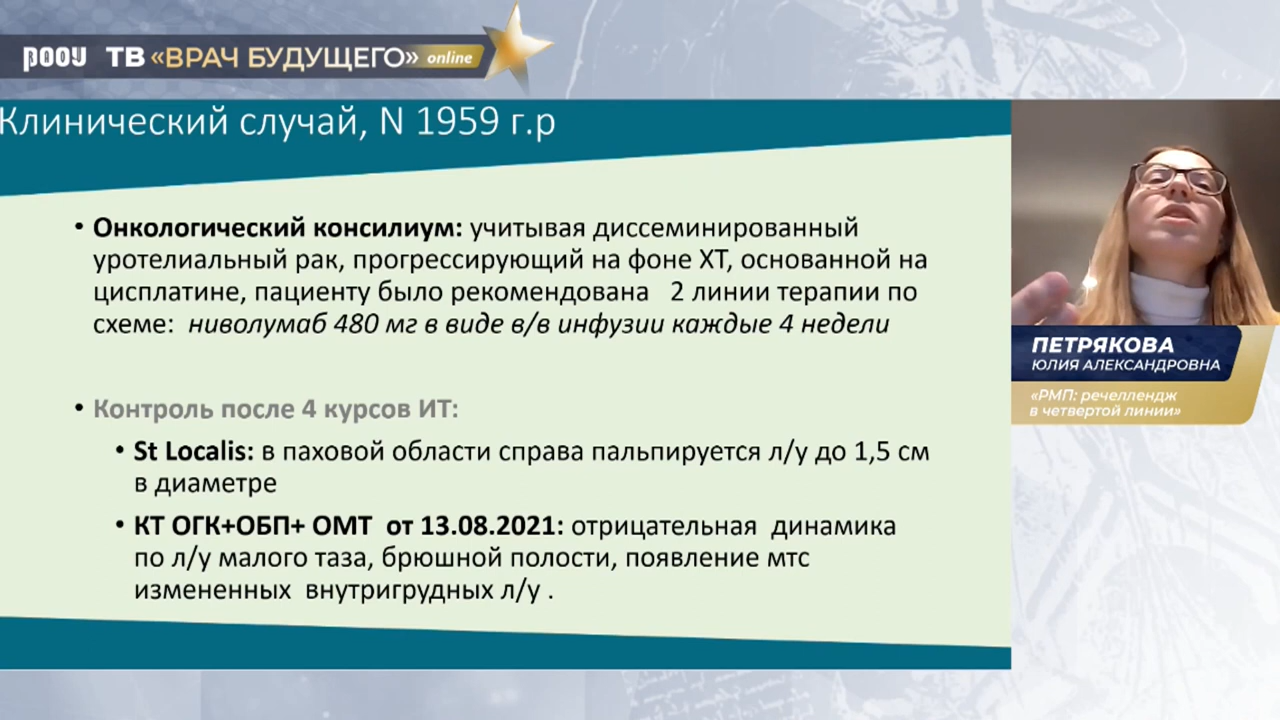 РООУ ТВ «ВРАЧ БУДУЩЕГО» online
Клинический случай, N 1959 г.р
• Онкологический консилиум: учитывая диссеминированный
уротелиальный рак, прогрессирующий на фоне ХТ, основанной на
цисплатине, пациенту было рекомендована 2 линии терапии по
схеме: ниволумаб 480 мг в виде в/в инфузии каждые 4 недели
• Контроль после 4 курсов ИТ:
• St Localis: в паховой области справа пальпируется л/у до 1,5 см
в диаметре
• КТ ОГК+ОБП+ ОМТ от 13.08.2021: отрицательная динамика
по л/у малого таза, брюшной полости, появление мтс
измененных внутригрудных л/у .
ПЕТРЯКОВА
ЮЛИЯ АЛЕКСАНДРОВНА
«РМП: речеллендж
в четвертой линии»